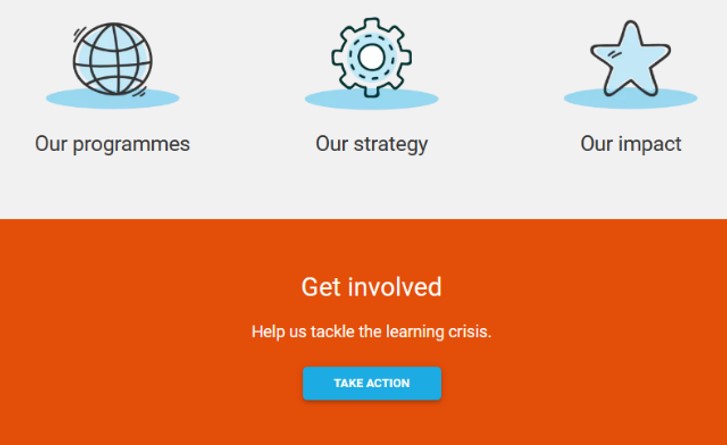 Our programmes
Our strategy
Our impact
Get involved
Help us tackle the learning crisis.
TAKE ACTION